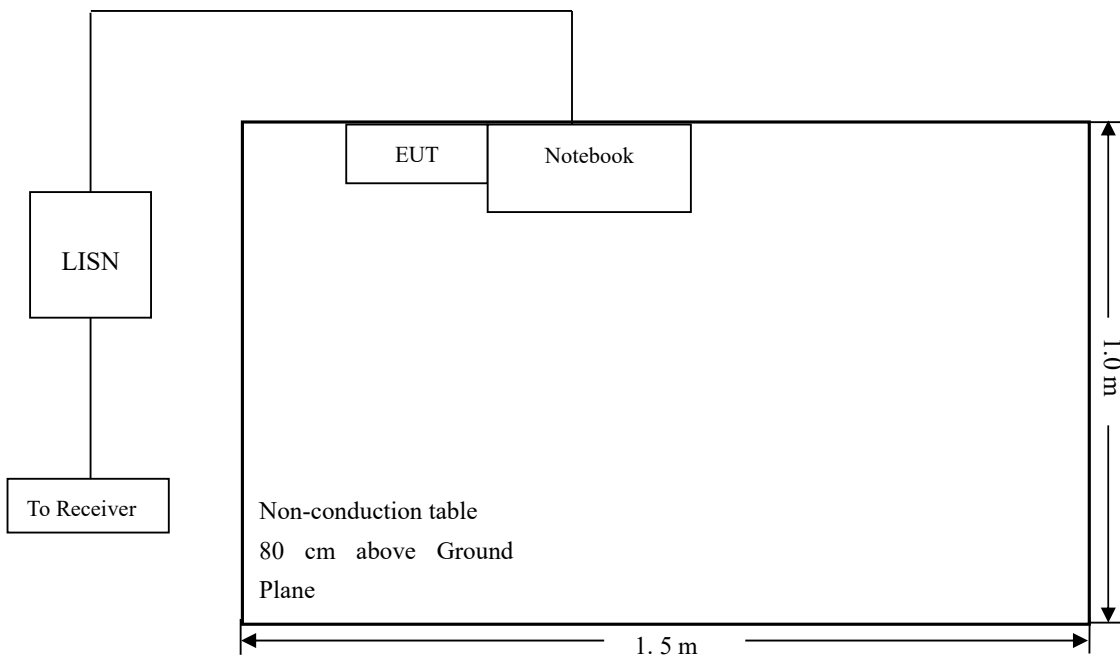 EUT
Notebook
LISN
To Receiver
Non-conduction table
80 cm above Ground
Plane
1.0 m
1. 5 m